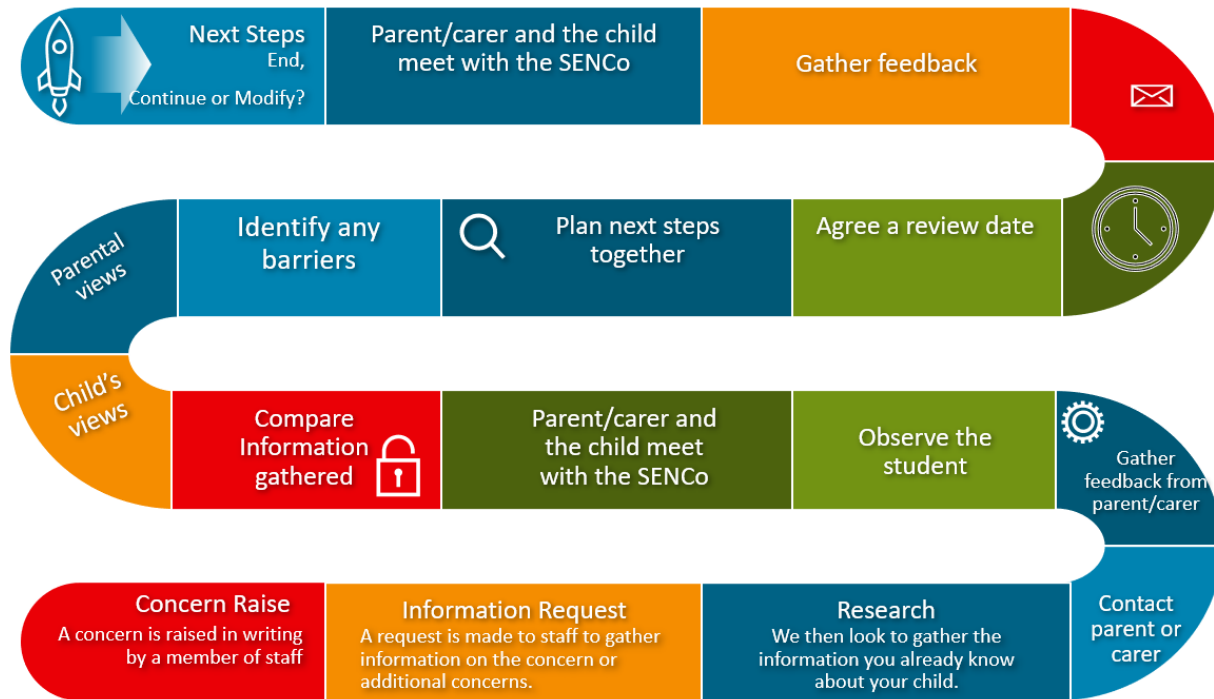 Next Steps
End,
Continue or Modify?
Parent/carer and the child
meet with the SENCo
Gather feedback
Parental
views
Identify any
barriers
Plan next steps
together
Agree a review date
Child's
views
Compare
Information
gathered
Parent/carer and
the child meet
with the SENCo
Observe the
student
Gather
feedback from
parent/carer
Concern Raise
A concern is raised in writing
by a member of staff
Information Request
A request is made to staff to gather
information on the concern or
additional concerns.
Research
We then look to gather the
information you already know
about your child.
Contact
parent or
carer